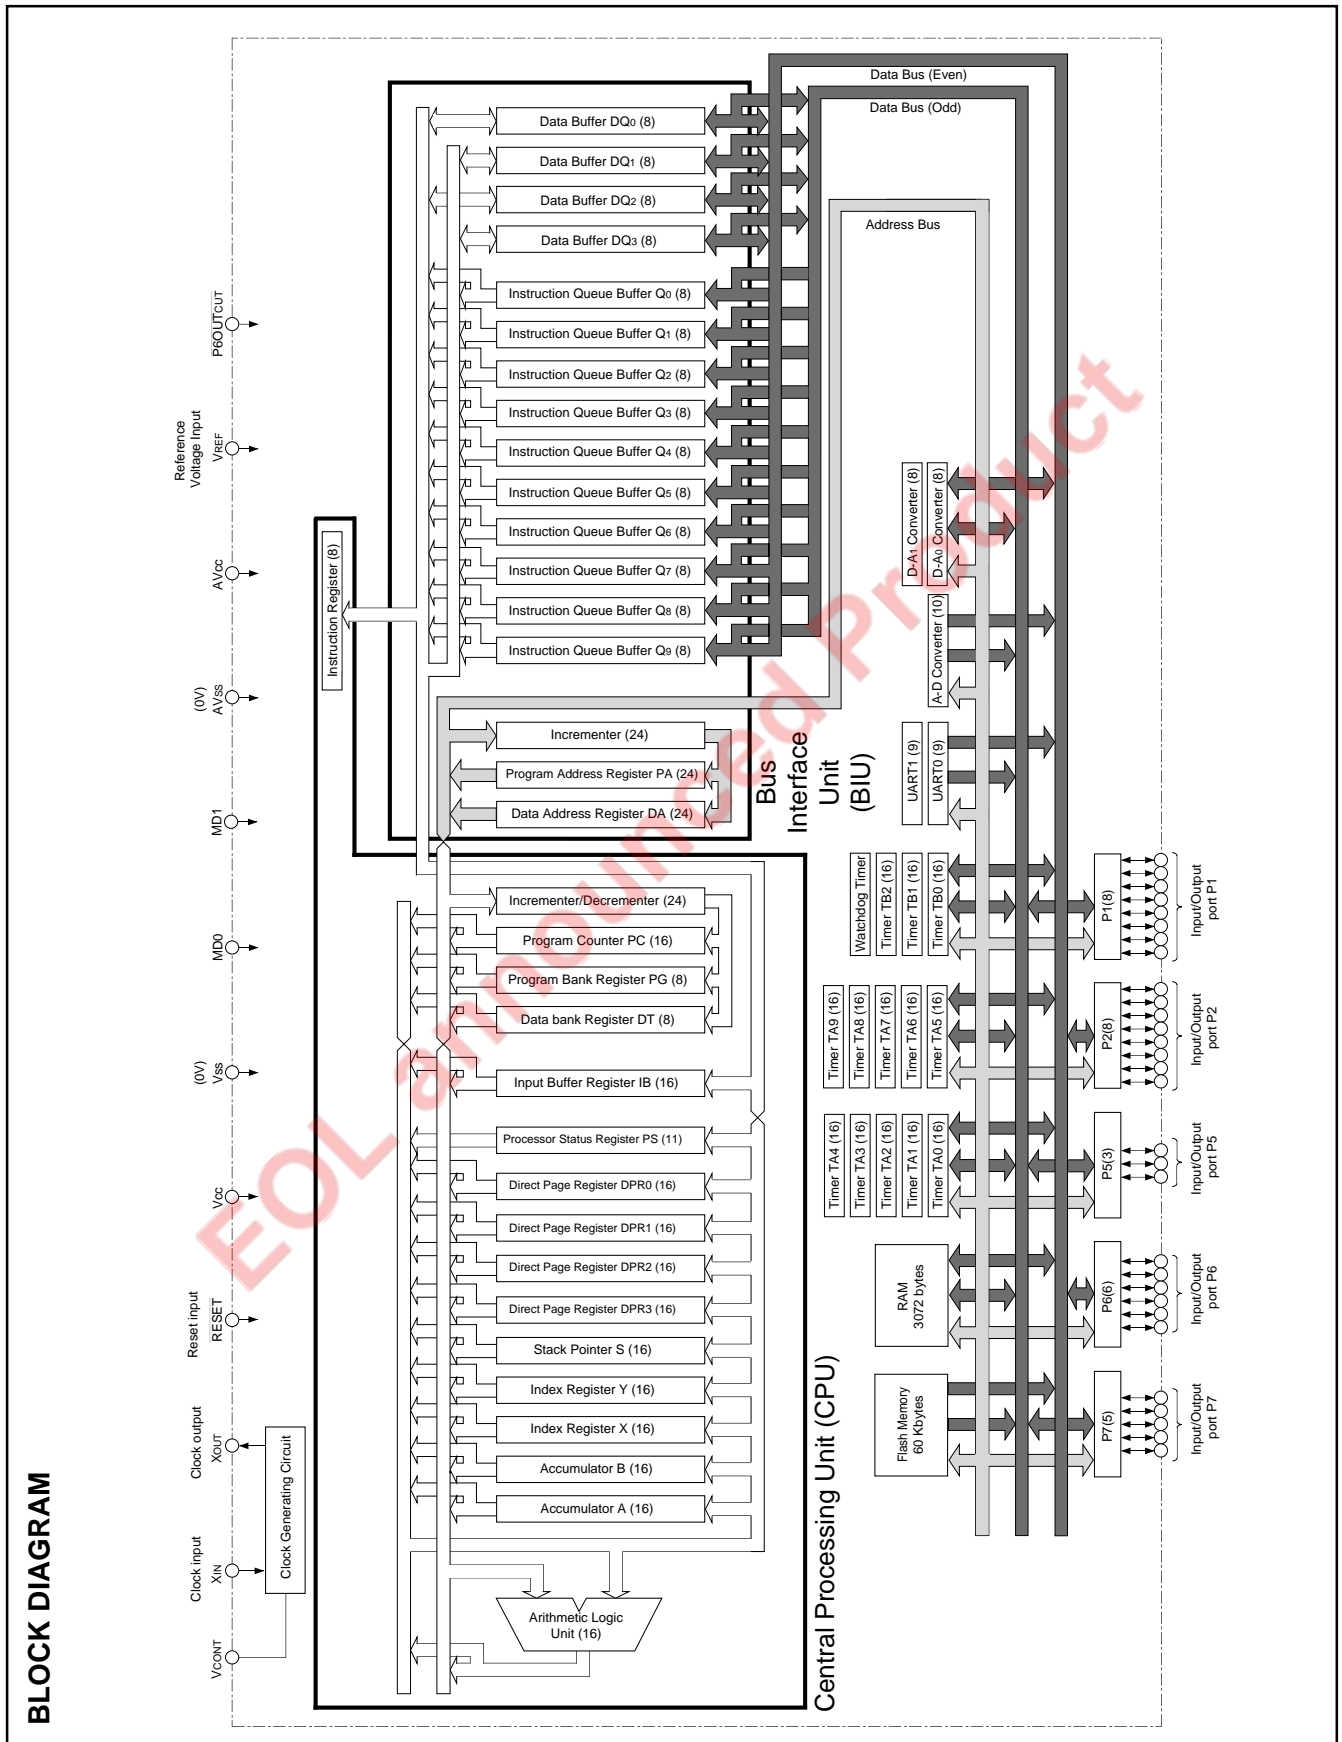 BLOCK DIAGRAM
Data Bus (Even)
Data Bus (Odd)
Address Bus
Data Buffer DQ0 (8)
Data Buffer DQ1 (8)
Data Buffer DQ2 (8)
Data Buffer DQ3 (8)
Instruction Queue Buffer Q0 (8)
Instruction Queue Buffer Q1 (8)
Instruction Queue Buffer Q2 (8)
Instruction Queue Buffer Q3 (8)
Instruction Queue Buffer Q4 (8)
Instruction Queue Buffer Q5 (8)
Instruction Queue Buffer Q6 (8)
Instruction Queue Buffer Q7 (8)
Instruction Queue Buffer Q8 (8)
Instruction Queue Buffer Q9 (8)
Incrementer (24)
Program Address Register PA (24)
Data Address Register DA (24)
Bus
Interface
Unit
(BIU)
Instruction Register (8)
Incrementer/Decrementer (24)
Program Counter PC (16)
Program Bank Register PG (8)
Data bank Register DT (8)
Input Buffer Register IB (16)
Processor Status Register PS (11)
Direct Page Register DPR0 (16)
Direct Page Register DPR1 (16)
Direct Page Register DPR2 (16)
Direct Page Register DPR3 (16)
Stack Pointer S (16)
Index Register Y (16)
Index Register X (16)
Accumulator B (16)
Accumulator A (16)
Arithmetic Logic
Unit (16)
Central Processing Unit (CPU)
P6OUTCUT
Reference
Voltage Input
VREF
AVcc
(0V)
AVss
MD1
MD0
(0V)
Vss
Vcc
Reset input
RESET
Clock output
XOUT
Clock input
XIN
VCONT
Clock Generating Circuit
D-A1 Converter (8)
D-A0 Converter (8)
A-D Converter (10)
UART1 (9)
UART0 (9)
Watchdog Timer
Timer TB2 (16)
Timer TB1 (16)
Timer TB0 (16)
Timer TA9 (16)
Timer TA8 (16)
Timer TA7 (16)
Timer TA6 (16)
Timer TA5 (16)
Timer TA4 (16)
Timer TA3 (16)
Timer TA2 (16)
Timer TA1 (16)
Timer TA0 (16)
RAM
3072 bytes
Flash Memory
60 Kbytes
P1(8)
Input/Output
port P1
P2(8)
Input/Output
port P2
P5(3)
Input/Output
port P5
P6(6)
Input/Output
port P6
P7(5)
Input/Output
port P7
EOL announced Product